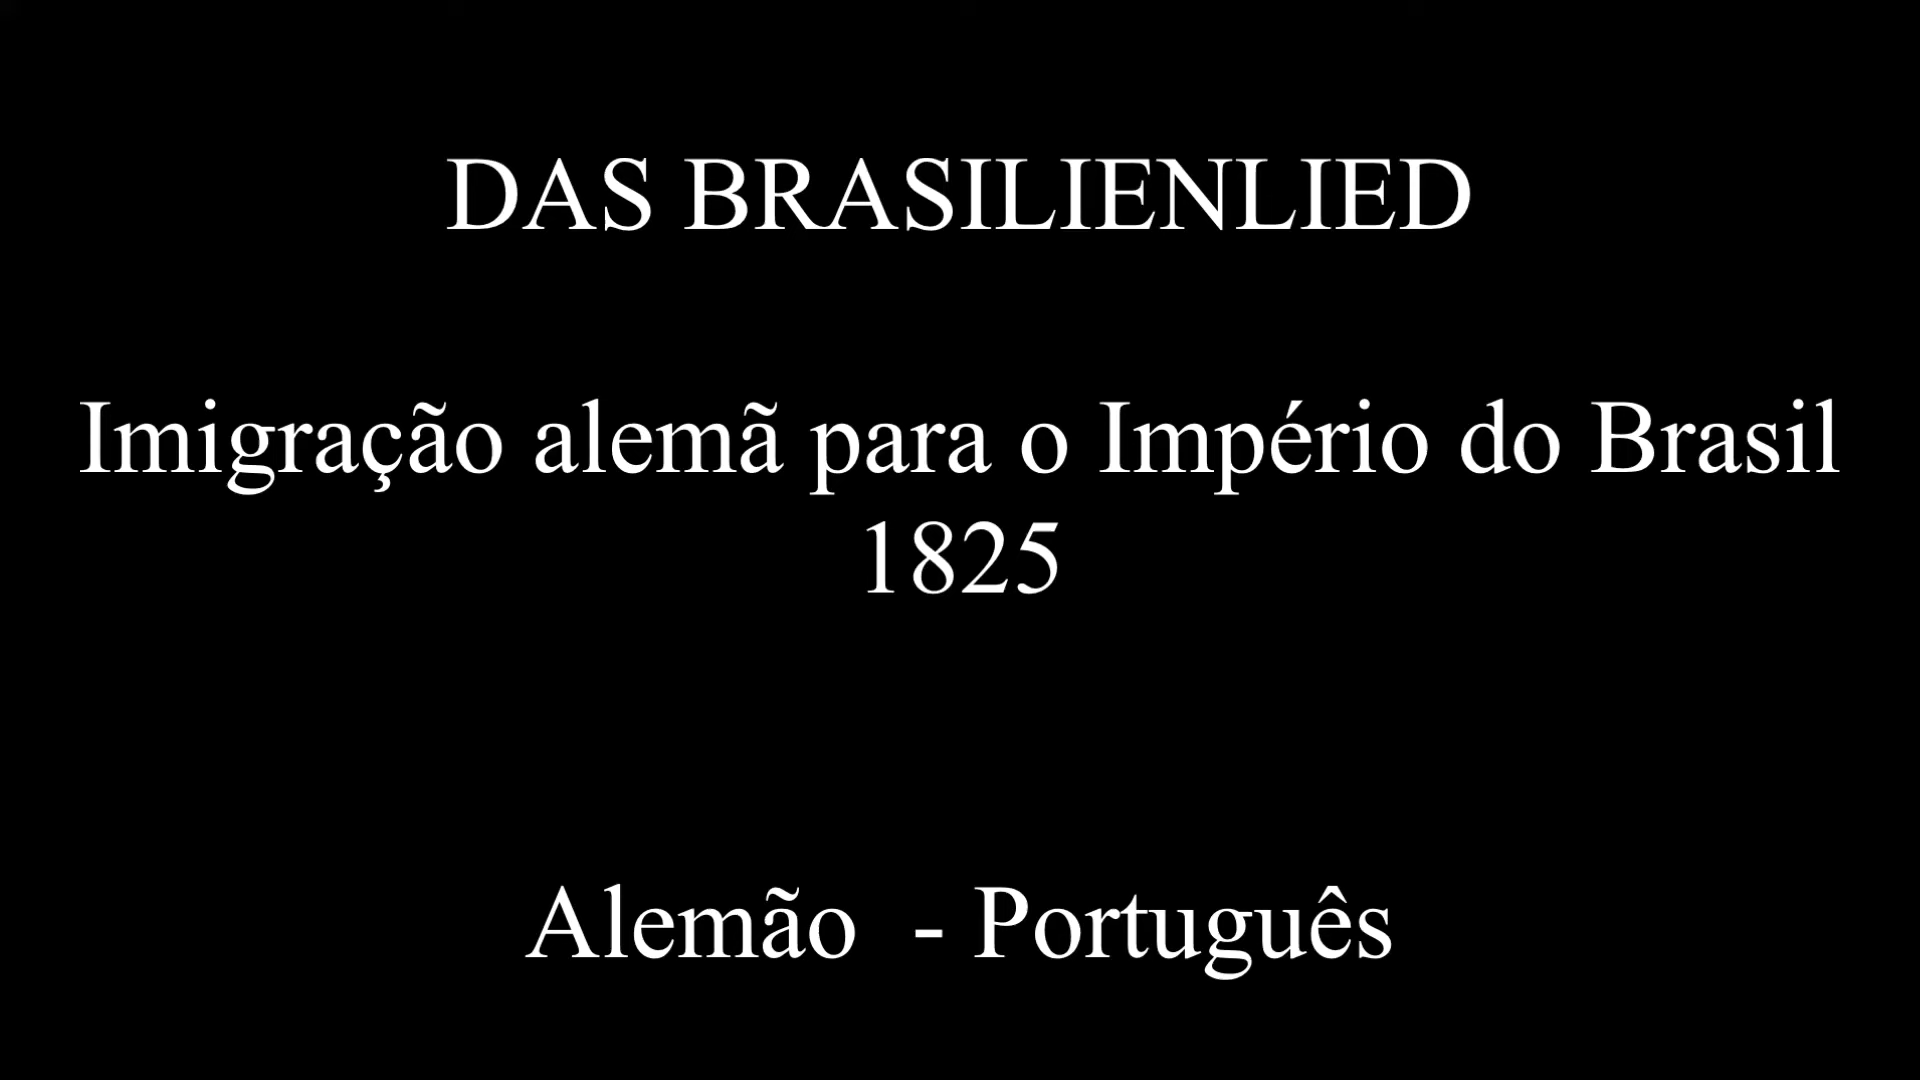 DAS BRASILIENLIED
Imigração alemã para o Império do Brasil
1825
Alemão  - Português